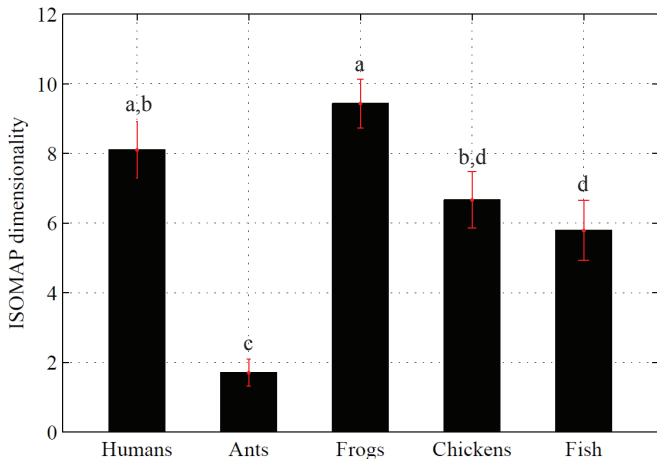 12
10
8
6
4
2
0
ISOMAP dimensionality
a,b
c
a
b,d
d
Humans Ants Frogs Chickens Fish